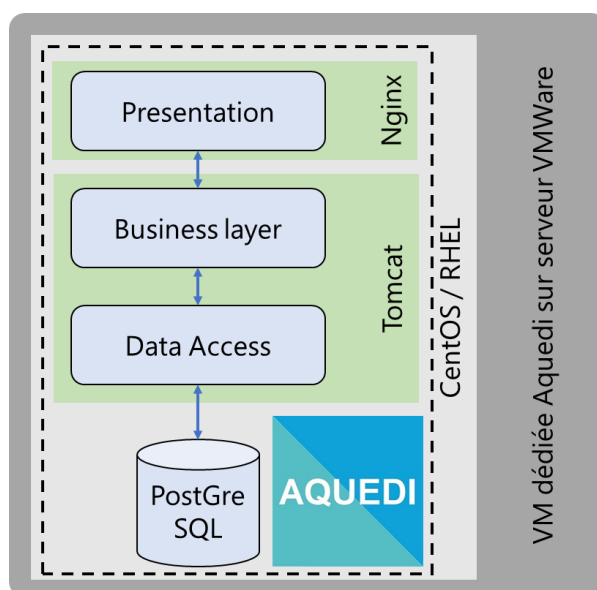 Presentation
Nginx
Business layer
Data Access
Tomcat
PostGre
SQL
AQUEDI
CentOS / RHEL
VM dédiée Aquedi sur serveur VMWare